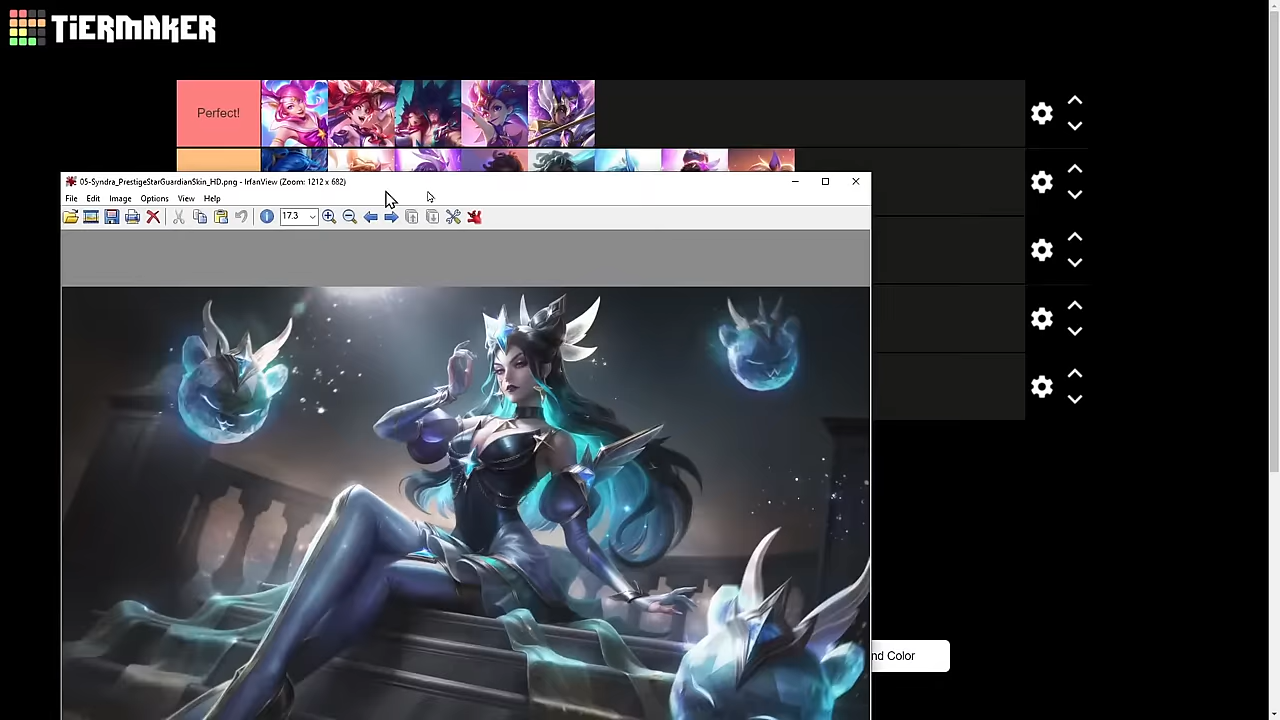 TiERMAKER
Perfect!
05-Syndra_PrestigeStarGuardianSkin_HD.png - IrfanView (Zoom: 1212 x 682)
File Edit Image Options View Help
17.3
nd Color